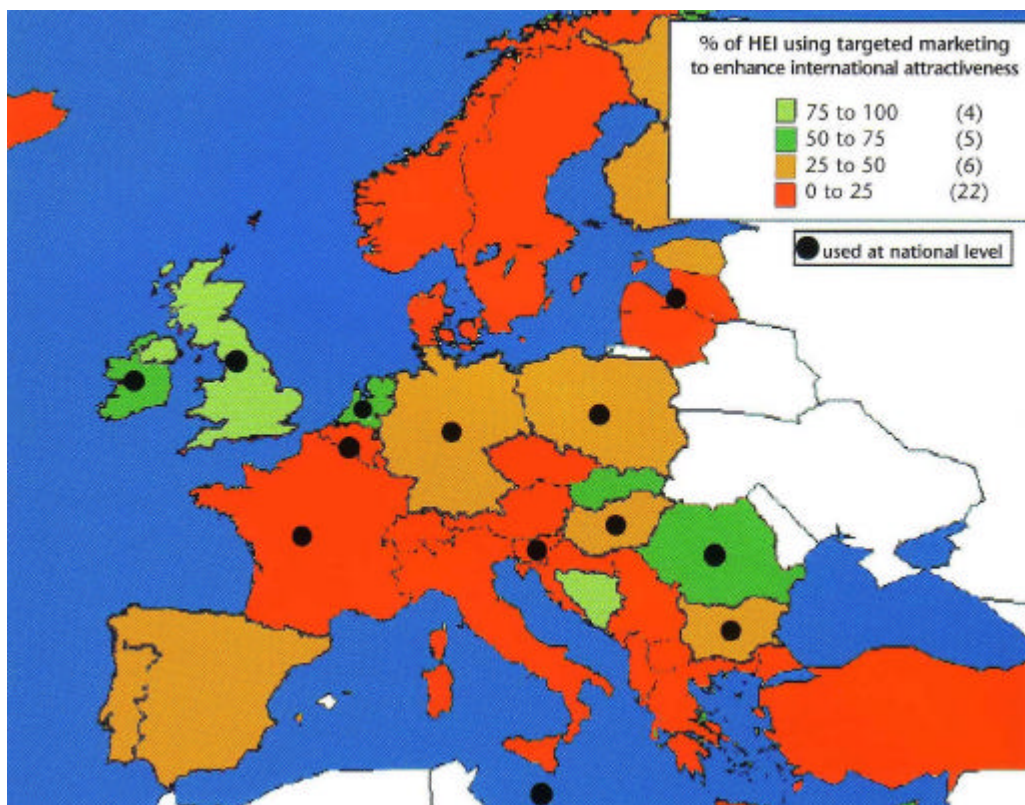 % of HEI using targeted marketing
to enhance international attractiveness
75 to 100 (4)
50 to 75 (5)
25 to 50 (6)
0 to 25 (22)
used at national level